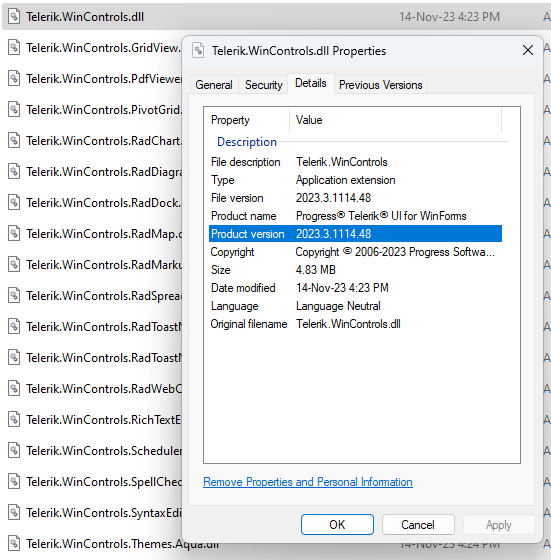 Telerik.WinControls.dll 14-Nov-23 4:23 PM
Telerik.WinControls.GridView.
Telerik.WinControls.PdfViewer
Telerik.WinControls.PivotGrid.
Telerik.WinControls.RadChart.
Telerik.WinControls.RadDiagra
Telerik.WinControls.RadDock.
Telerik.WinControls.RadMap.d
Telerik.WinControls.RadMarku
Telerik.WinControls.RadSpread
Telerik.WinControls.RadToastN
Telerik.WinControls.RadToastN
Telerik.WinControls.RadWebC
Telerik.WinControls.RichTextE
Telerik.WinControls.Scheduler
Telerik.WinControls.SpellChec
Telerik.WinControls.SyntaxEdi
Telerik.WinControls.Themes.Aqua.dll 14-Nov-23 4:24 PM
Telerik.WinControls.dll Properties
General Security Details Previous Versions
Property Value
Description
File description Telerik.WinControls
Type Application extension
File version 2023.3.1114.48
Product name Progress® Telerik® UI for WinForms
Product version 2023.3.1114.48
Copyright Copyright © 2006-2023 Progress Softwa...
Size 4.83 MB
Date modified 14-Nov-23 4:23 PM
Language Language Neutral
Original filename Telerik.WinControls.dll
Remove Properties and Personal Information
OK Cancel Apply